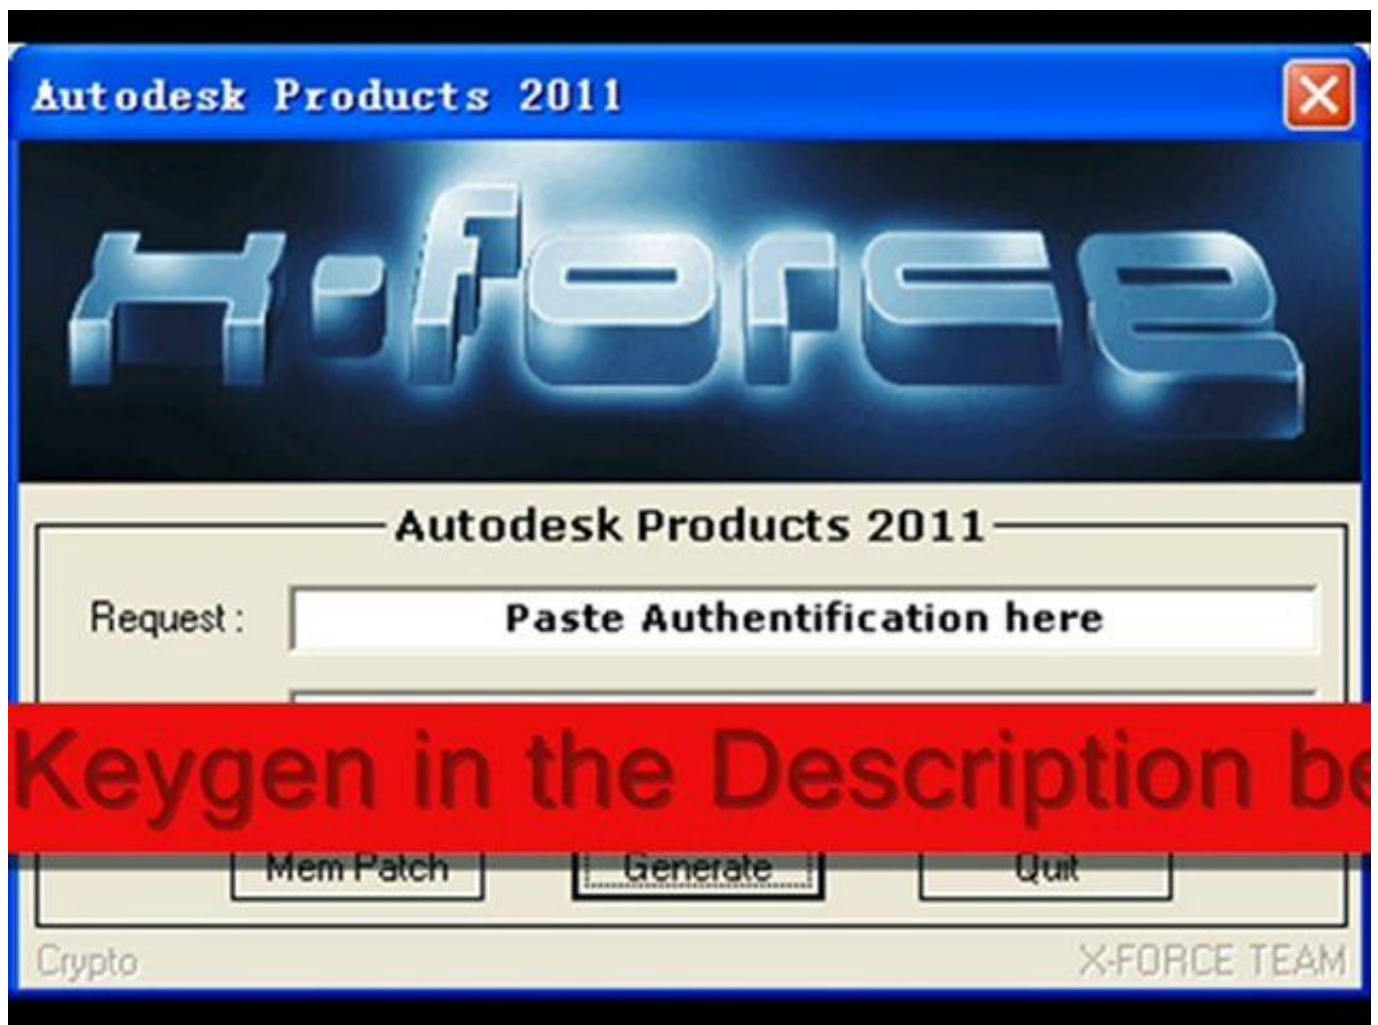 Autodesk Products 2011
x-force
Autodesk Products 2011
Request :
Paste Authentification here
Keygen in the Description
Mem Patch
Generate
Quit
Crypto
X-FORCE TEAM